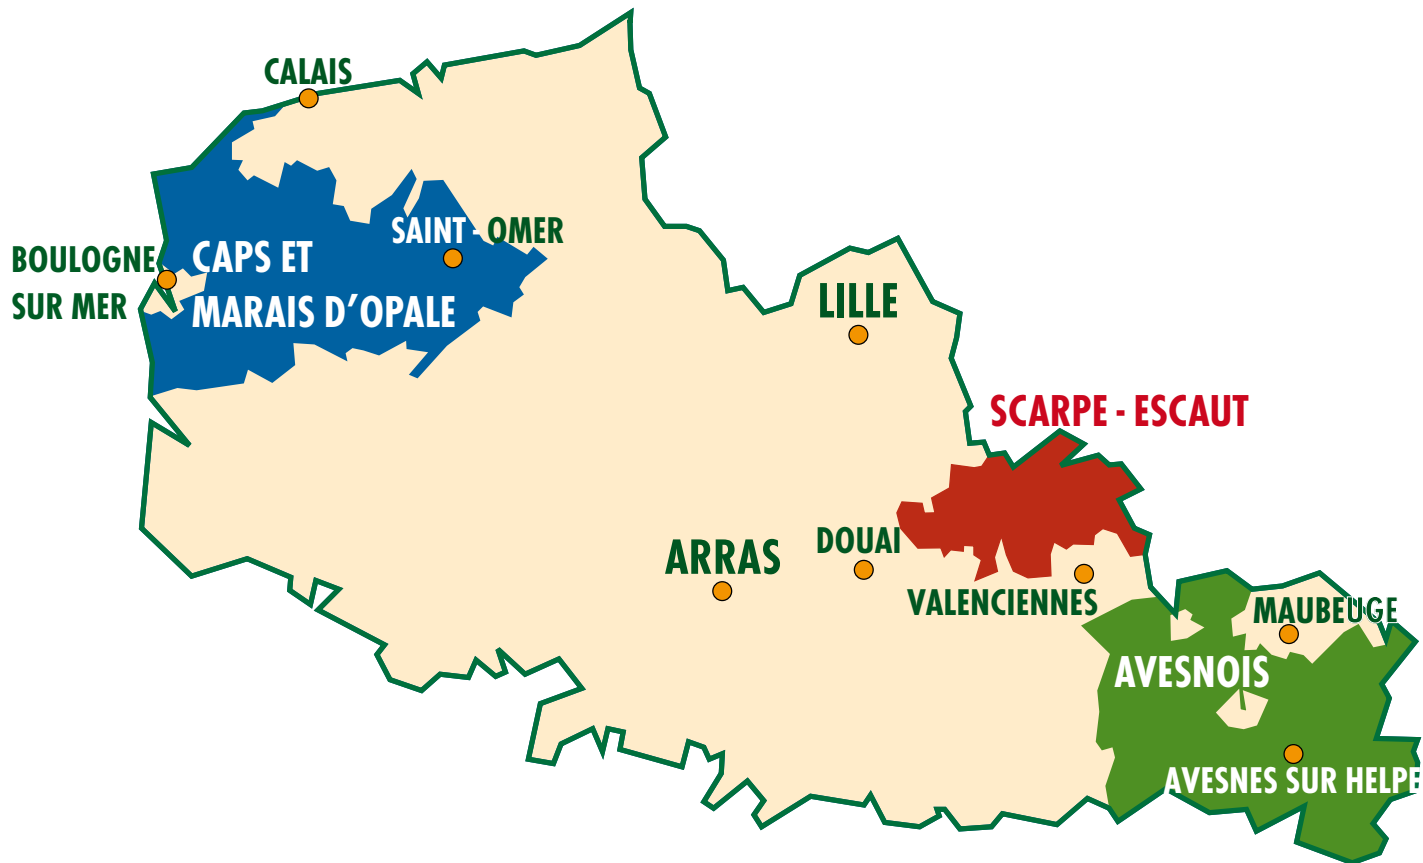 CALAIS
SAINT - OMER
BOULOGNE
SUR MER
CAPS ET
MARAIS D'OPALE
LILLE
SCARPE - ESCAUT
ARRAS
DOUAI
VALENCIENNES
MAUBEUGE
AVESNOIS
AVESNES SUR HELPE